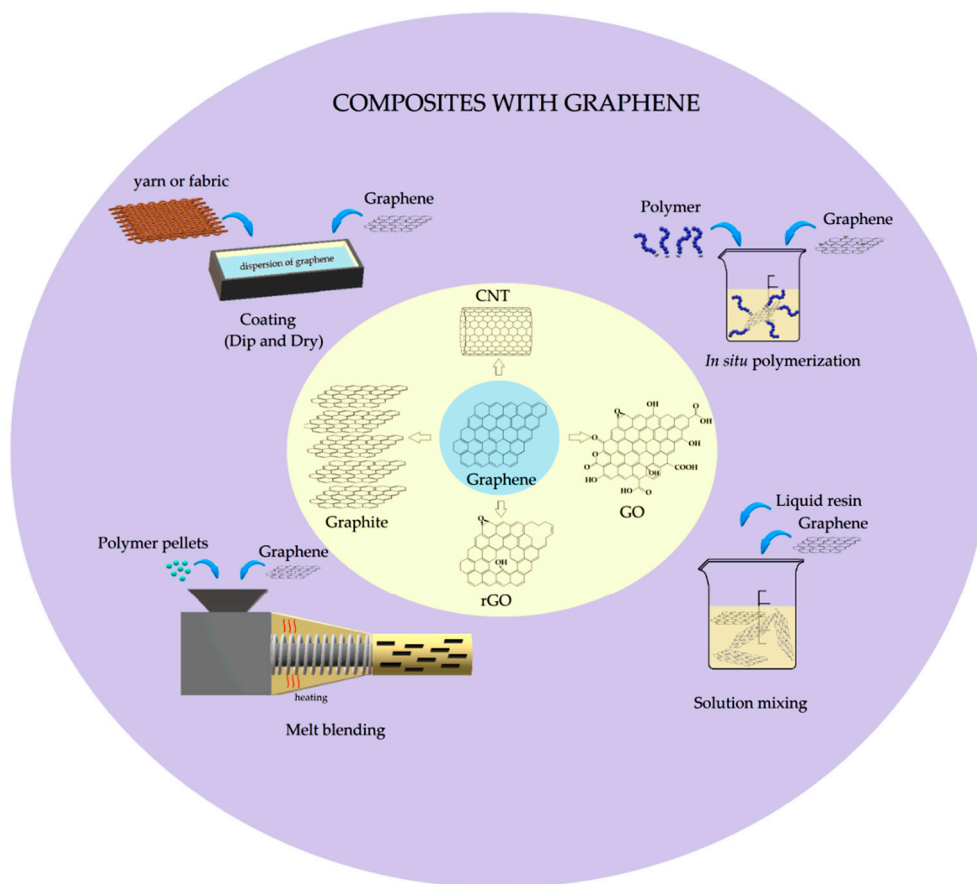 COMPOSITES WITH GRAPHENE
yarn or fabric
Graphene
dispersion of graphene
Coating
(Dip and Dry)
Polymer
Graphene
In situ polymerization
CNT
Graphite
Graphene
O
OH
O
OH
O
OH
O
O
OH
COOH
HO
HO
O
GO
O
OH
rGO
Polymer pellets
Graphene
heating
Melt blending
Liquid resin
Graphene
Solution mixing